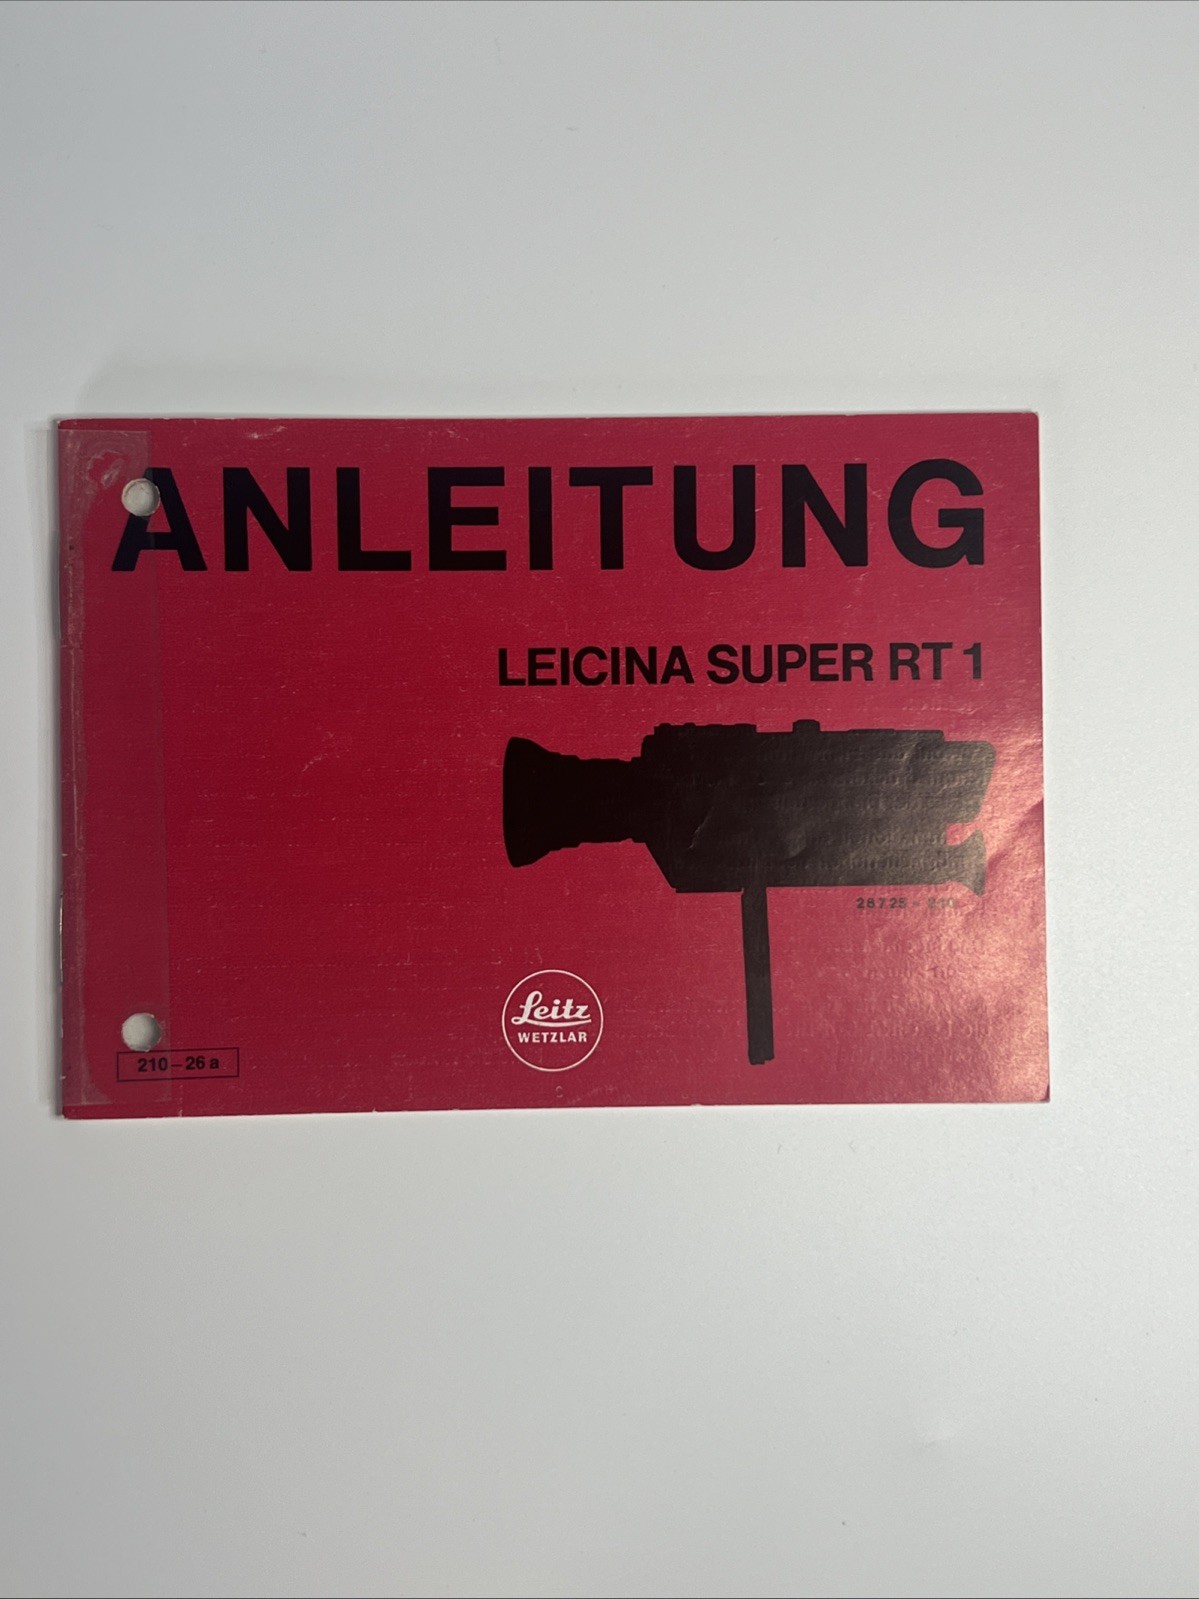 ANLEITUNG
LEICINA SUPER RT 1
Leitz
WETZLAR
210-26 a